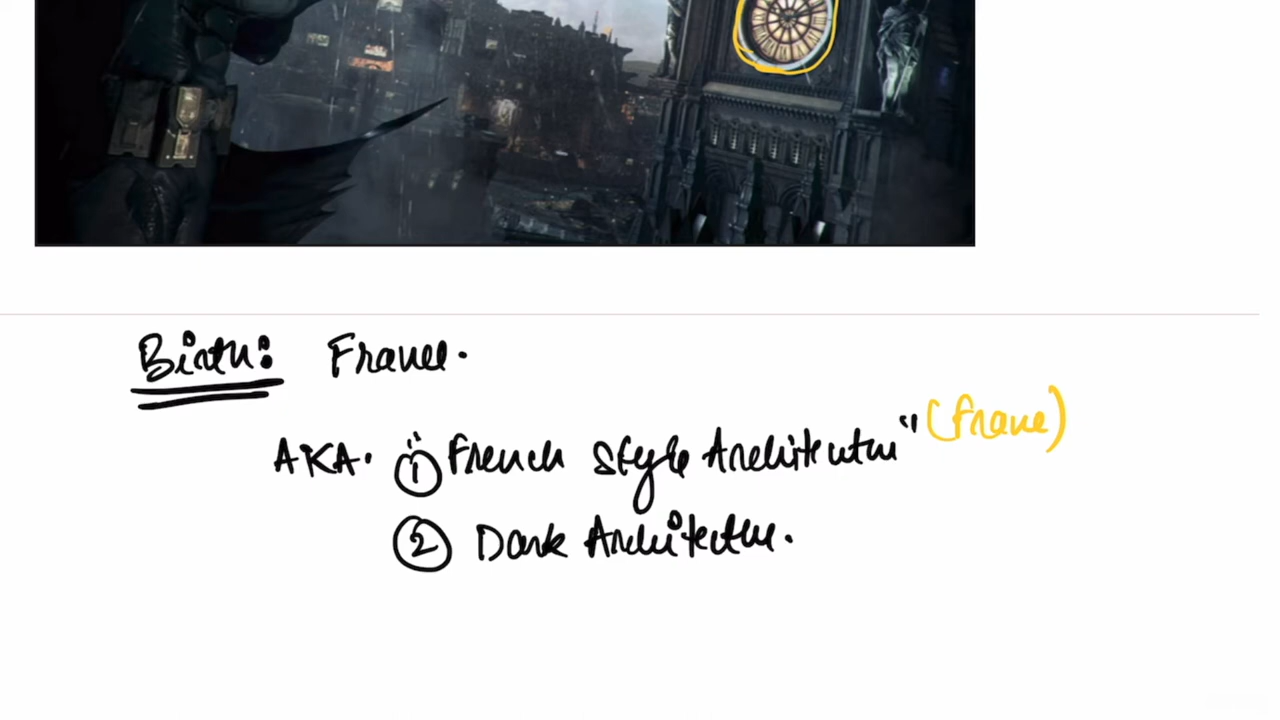 Birth: France.
AKA. ① "French Style Architecture" (France)
② Dark Architecture.